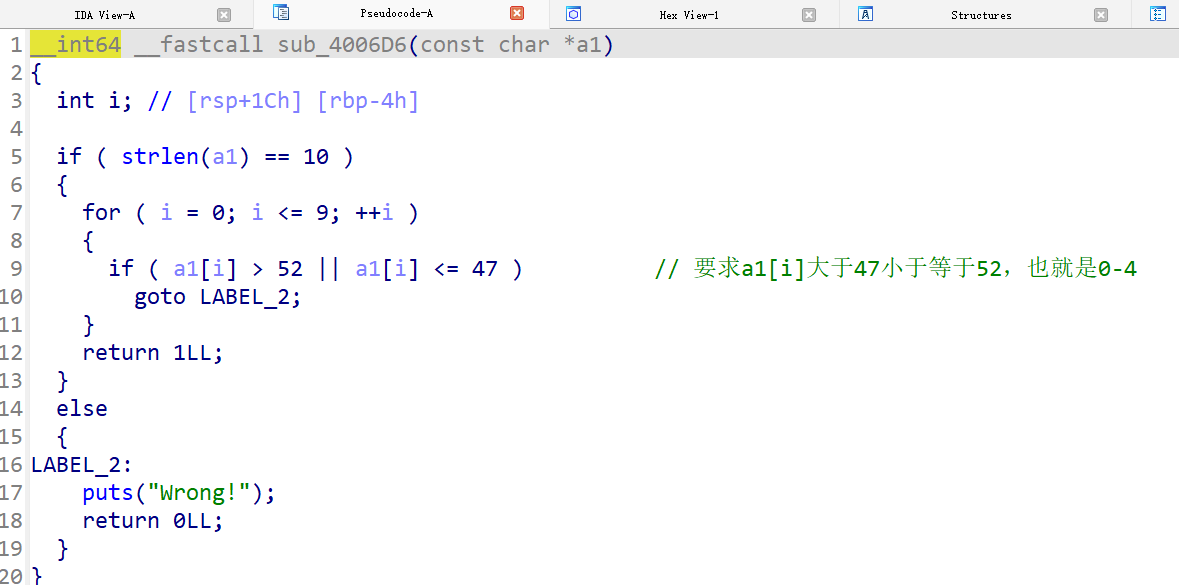 IDA View-A Pseudocode-A Hex View-1 Structures
1 __int64 __fastcall sub_4006D6(const char *a1)
2 {
3   int i; // [rsp+1Ch] [rbp-4h]
4
5   if ( strlen(a1) == 10 )
6   {
7     for ( i = 0; i <= 9; ++i )
8     {
9       if ( a1[i] > 52 || a1[i] <= 47 )          // 要求a1[i]大于47小于等于52，也就是0-4
10         goto LABEL_2;
11     }
12     return 1LL;
13   }
14   else
15   {
16 LABEL_2:
17     puts("Wrong!");
18     return 0LL;
19   }
20 }